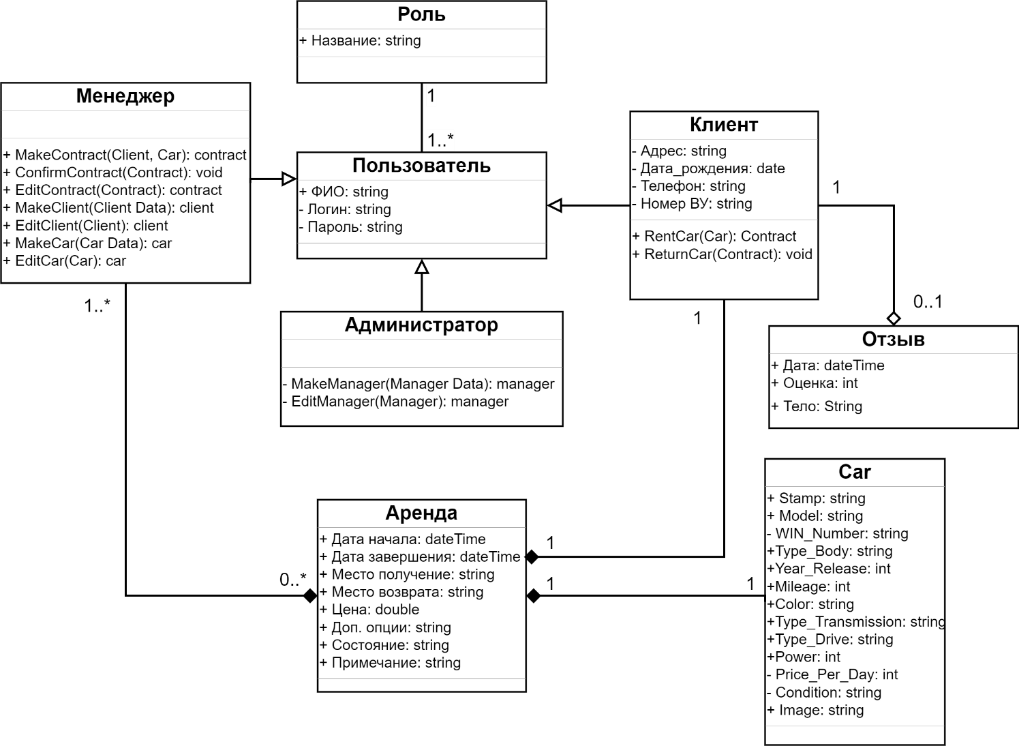 Роль
+ Название: string
1
1..*
Менеджер
+ MakeContract(Client, Car): contract
+ ConfirmContract(Contract): void
+ EditContract(Contract): contract
+ MakeClient(Client Data): client
+ EditClient(Client): client
+ MakeCar(Car Data): car
+ EditCar(Car): car
1..*
Пользователь
+ ФИО: string
- Логин: string
- Пароль: string
Клиент
- Адрес: string
- Дата_рождения: date
- Телефон: string
- Номер ВУ: string
+ RentCar(Car): Contract
+ ReturnCar(Contract): void
1
0..1
1
Администратор
- MakeManager(Manager Data): manager
- EditManager(Manager): manager
Отзыв
+ Дата: dateTime
+ Оценка: int
+ Тело: String
Аренда
+ Дата начала: dateTime
+ Дата завершения: dateTime
+ Место получение: string
+ Место возврата: string
+ Цена: double
+ Доп. опции: string
+ Состояние: string
+ Примечание: string
0..*
1
1
1
Car
+ Stamp: string
+ Model: string
- WIN_Number: string
+Type_Body: string
+Year_Release: int
+Mileage: int
+Color: string
+Type_Transmission: string
+Type_Drive: string
+Power: int
- Price_Per_Day: int
- Condition: string
+ Image: string